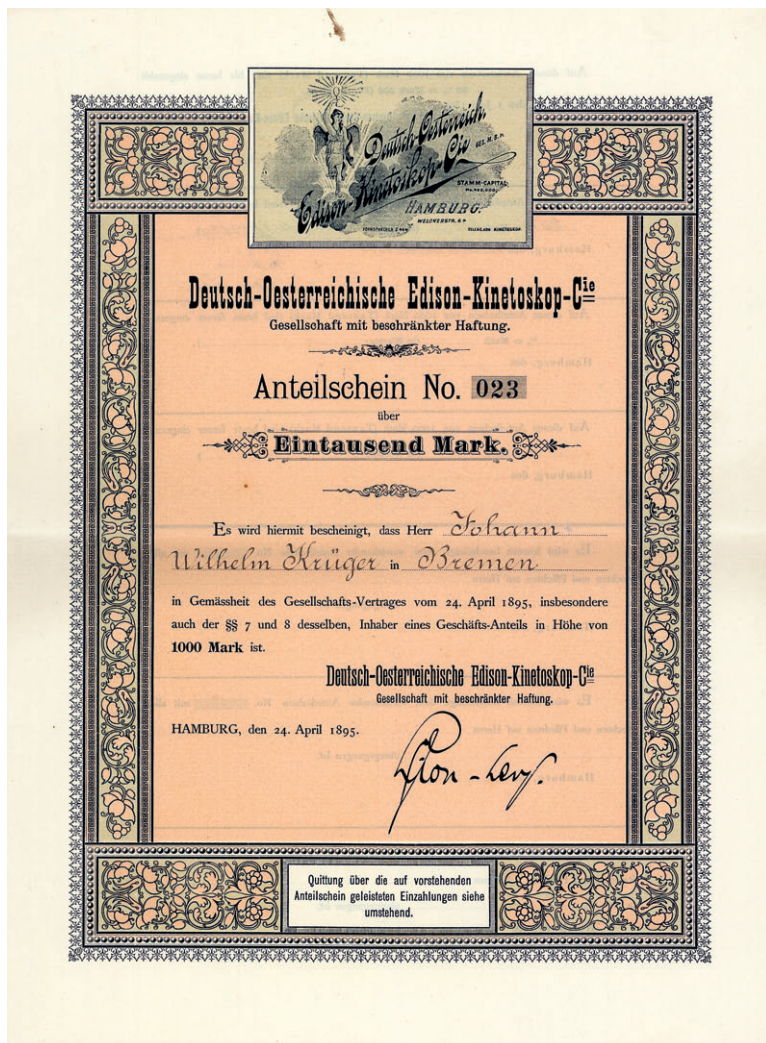 Deutsch-Oesterreich.
Edison-Kinetoskop-Cie
GES. M. B. H.
STAMM-CAPITAL:
HAMBURG.
Deutsch-Oesterreichische Edison-Kinetoskop-Cie
Gesellschaft mit beschränkter Haftung.
Anteilschein No. 023
über
Eintausend Mark.
Es wird hiermit bescheinigt, dass Herr Johann
Wilhelm Krüger in Bremen
in Gemässheit des Gesellschafts-Vertrages vom 24. April 1895, insbesondere
auch der §§ 7 und 8 desselben, Inhaber eines Geschäfts-Anteils in Höhe von
1000 Mark ist.
Deutsch-Oesterreichische Edison-Kinetoskop-Cie
Gesellschaft mit beschränkter Haftung.
HAMBURG, den 24. April 1895.
Quittung über die auf vorstehenden
Anteilschein geleisteten Einzahlungen siehe
umstehend.